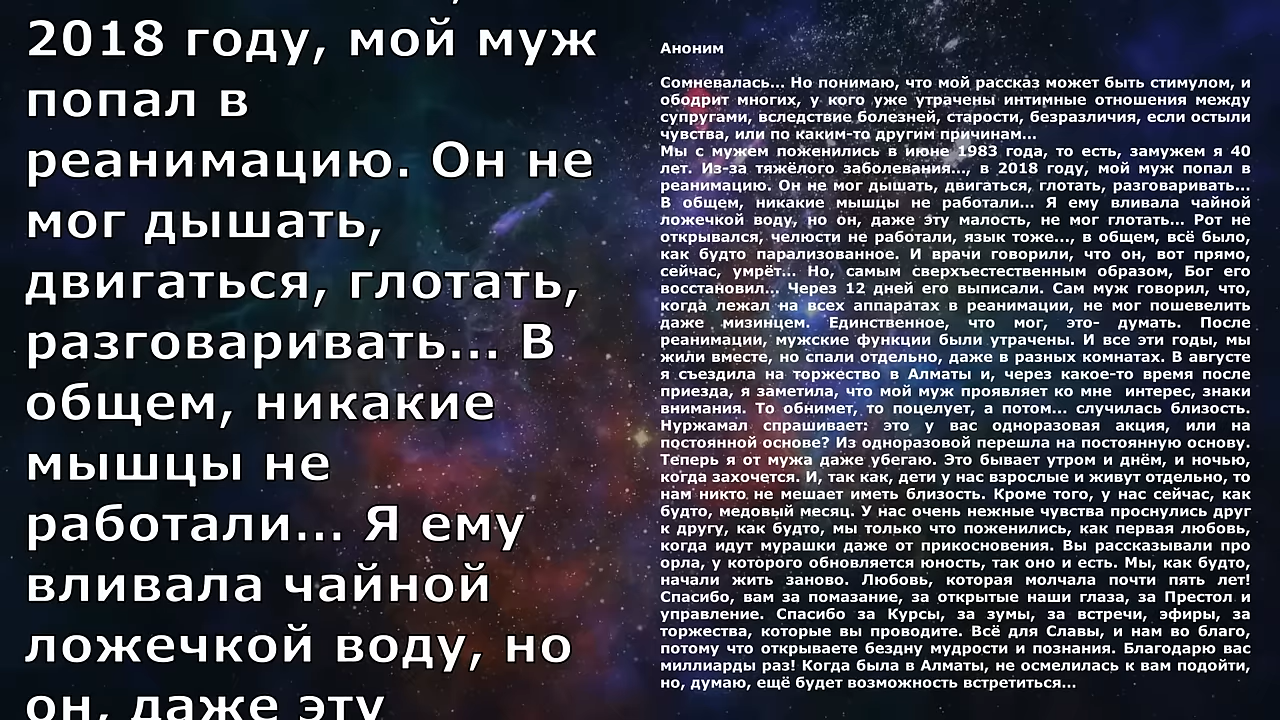 2018 году, мой муж
попал в
реанимацию. Он не
мог дышать,
двигаться, глотать,
разговаривать... В
общем, никакие
мышцы не
работали... Я ему
вливала чайной
ложечкой воду, но
он, даже эту
Аноним
Сомневалась... Но понимаю, что мой рассказ может быть стимулом, и
ободрит многих, у кого уже утрачены интимные отношения между
супругами, вследствие болезней, старости, безразличия, если остыли
чувства, или по каким-то другим причинам...
Мы с мужем поженились в июне 1983 года, то есть, замужем я 40
лет. Из-за тяжёлого заболевания..., в 2018 году, мой муж попал в
реанимацию. Он не мог дышать, двигаться, глотать, разговаривать...
В общем, никакие мышцы не работали... Я ему вливала чайной
ложечкой воду, но он, даже эту малость, не мог глотать... Рот не
открывался, челюсти не работали, язык тоже..., в общем, всё было,
как будто парализованное. И врачи говорили, что он, вот прямо,
сейчас, умрёт... Но, самым сверхъестественным образом, Бог его
восстановил... Через 12 дней его выписали. Сам муж говорил, что,
когда лежал на всех аппаратах в реанимации, не мог пошевелить
даже мизинцем. Единственное, что мог, это- думать. После
реанимации, мужские функции были утрачены. И все эти годы, мы
жили вместе, но спали отдельно, даже в разных комнатах. В августе
я съездила на торжество в Алматы и, через какое-то время после
приезда, я заметила, что мой муж проявляет ко мне  интерес, знаки
внимания. То обнимет, то поцелует, а потом... случилась близость.
Нуржамал спрашивает: это у вас одноразовая акция, или на
постоянной основе? Из одноразовой перешла на постоянную основу.
Теперь я от мужа даже убегаю. Это бывает утром и днём, и ночью,
когда захочется. И, так как, дети у нас взрослые и живут отдельно, то
нам никто не мешает иметь близость. Кроме того, у нас сейчас, как
будто, медовый месяц. У нас очень нежные чувства проснулись друг
к другу, как будто, мы только что поженились, как первая любовь,
когда идут мурашки даже от прикосновения. Вы рассказывали про
орла, у которого обновляется юность, так оно и есть. Мы, как будто,
начали жить заново. Любовь, которая молчала почти пять лет!
Спасибо, вам за помазание, за открытые наши глаза, за Престол и
управление. Спасибо за Курсы, за зумы, за встречи, эфиры, за
торжества, которые вы проводите. Всё для Славы, и нам во благо,
потому что открываете бездну мудрости и познания. Благодарю вас
миллиарды раз! Когда была в Алматы, не осмелилась к вам подойти,
но, думаю, ещё будет возможность встретиться...